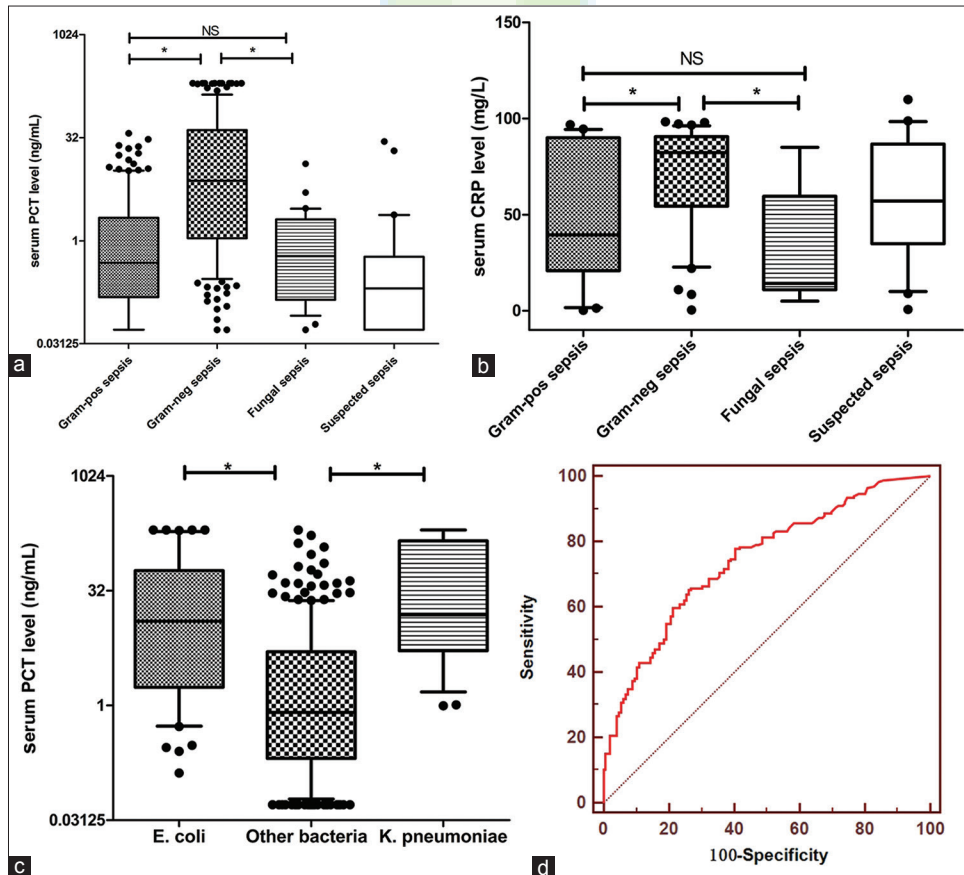 NS
* *
1024
32
1
0.03125
serum PCT level (ng/mL)
Gram-pos sepsis
Gram-neg sepsis
Fungal sepsis
Suspected sepsis
a
NS
* *
150
100
50
0
serum CRP level (mg/L)
Gram-pos sepsis
Gram-neg sepsis
Fungal sepsis
Suspected sepsis
b
* *
1024
32
1
0.03125
serum PCT level (ng/mL)
E. coli Other bacteria K. pneumoniae
c
100
80
60
40
20
0
Sensitivity
0 20 40 60 80 100
100-Specificity
d